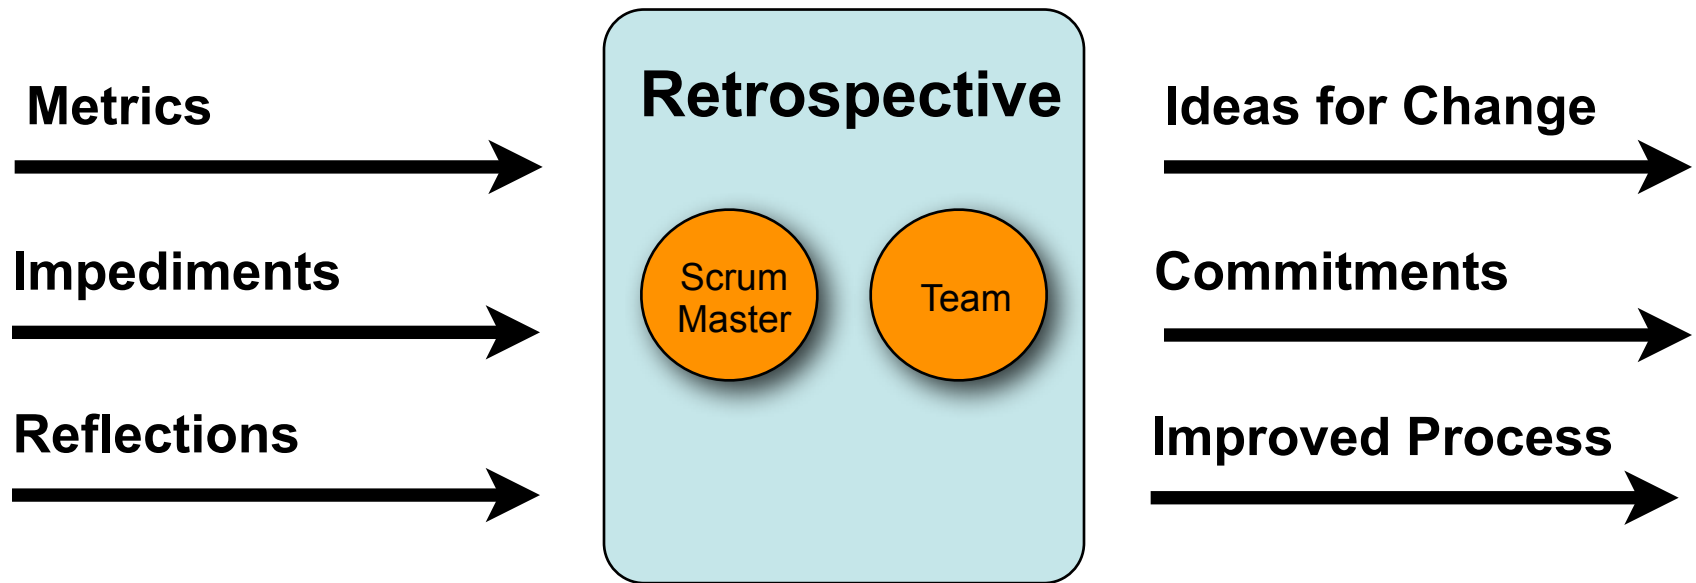 Metrics
Impediments
Reflections
Retrospective
Scrum
Master
Team
Ideas for Change
Commitments
Improved Process